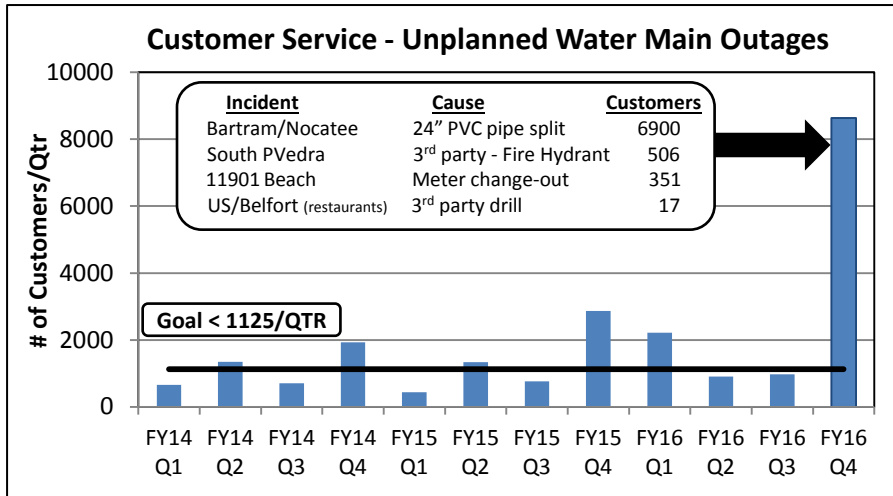 Customer Service - Unplanned Water Main Outages
# of Customers/Qtr
10000
8000
6000
4000
2000
0
Incident Cause Customers
Bartram/Nocatee 24” PVC pipe split 6900
South PVedra 3rd party - Fire Hydrant 506
11901 Beach Meter change-out 351
US/Belfort (restaurants) 3rd party drill 17
Goal < 1125/QTR
FY14 FY14 FY14 FY14 FY15 FY15 FY15 FY15 FY16 FY16 FY16 FY16
Q1 Q2 Q3 Q4 Q1 Q2 Q3 Q4 Q1 Q2 Q3 Q4